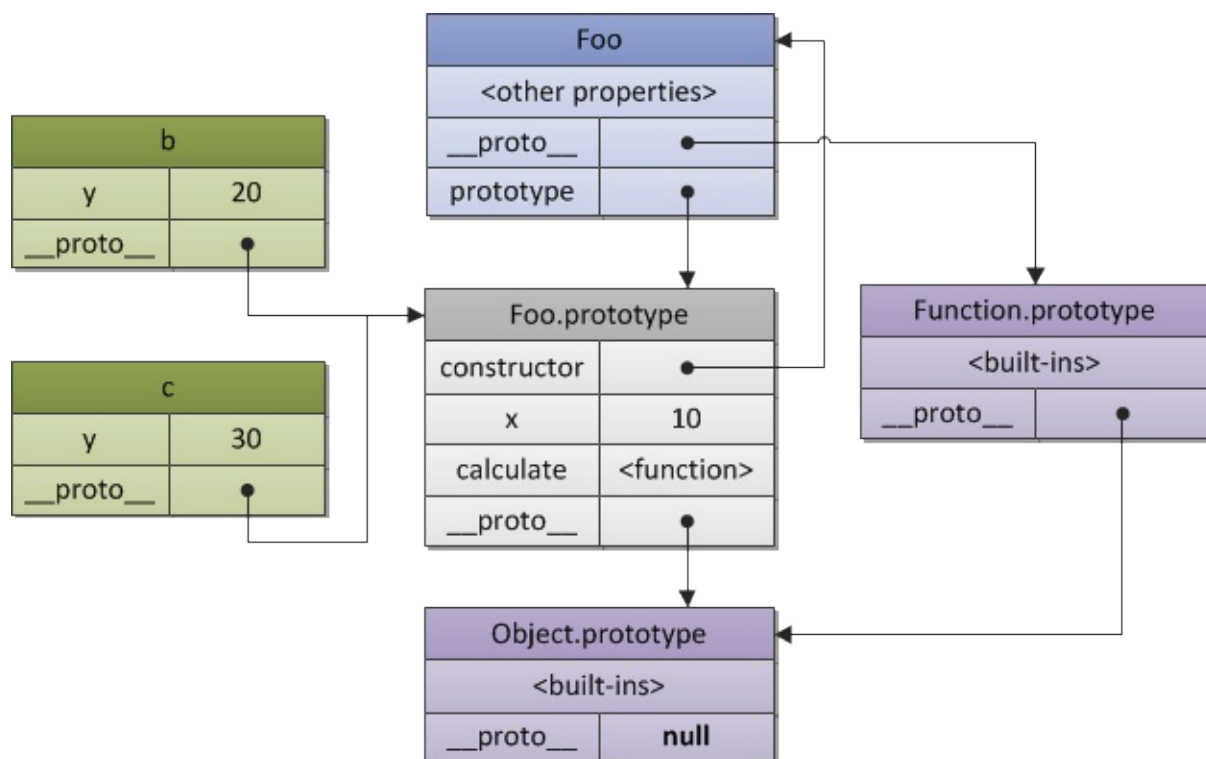 Foo
<other properties>
__proto__
prototype
b
y 20
__proto__
c
y 30
__proto__
Foo.prototype
constructor
x 10
calculate <function>
__proto__
Function.prototype
<built-ins>
__proto__
Object.prototype
<built-ins>
__proto__ null